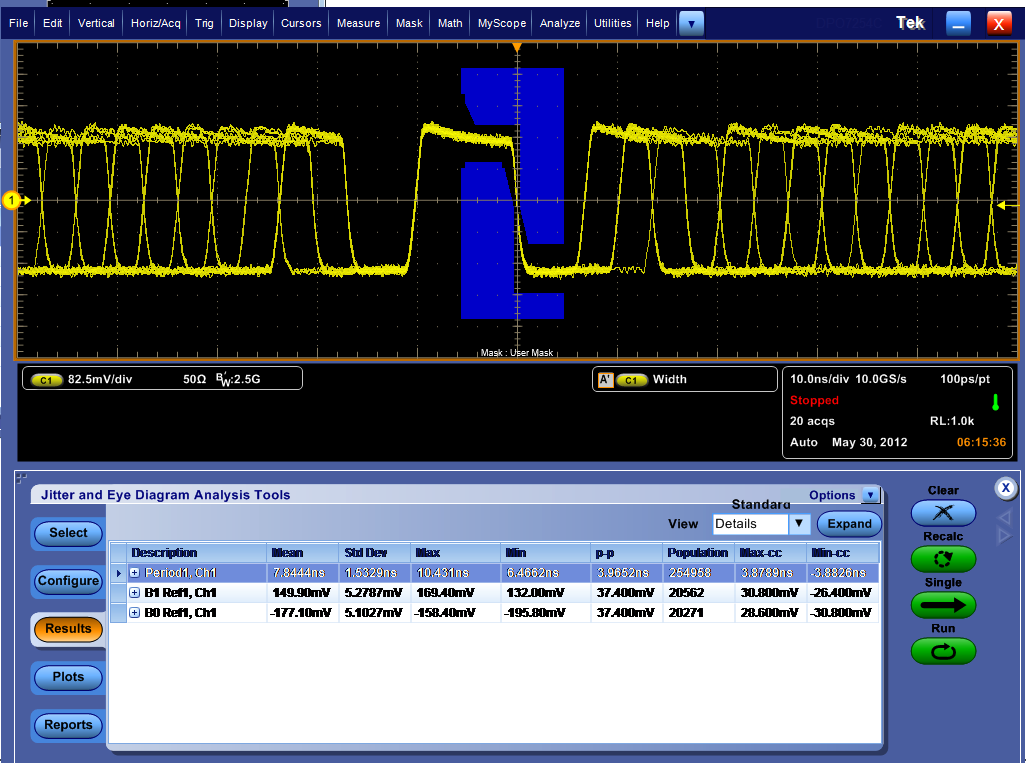 File Edit Vertical Horiz/Acq Trig Display Cursors Measure Mask Math MyScope Analyze Utilities Help Tek X
1
Mask : User Mask
C1 82.5mV/div 50Ω BW:2.5G
A' C1 Width
10.0ns/div 10.0GS/s 100ps/pt
Stopped
20 acqs RL:1.0k
Auto May 30, 2012 06:15:36
Jitter and Eye Diagram Analysis Tools
Options
X
Clear
Standard
View Details Expand
Select
Configure
Results
Plots
Reports
Description Mean Std Dev Max Min p-p Population Max-cc Min-cc
Period1, Ch1 7.8444ns 1.5329ns 10.431ns 6.4662ns 3.9652ns 254958 3.8789ns -3.8826ns
B1 Ref1, Ch1 149.90mV 5.2787mV 169.40mV 132.00mV 37.400mV 20562 30.800mV -26.400mV
B0 Ref1, Ch1 -177.10mV 5.1027mV -158.40mV -195.80mV 37.400mV 20271 28.600mV -30.800mV
Recalc
Single
Run